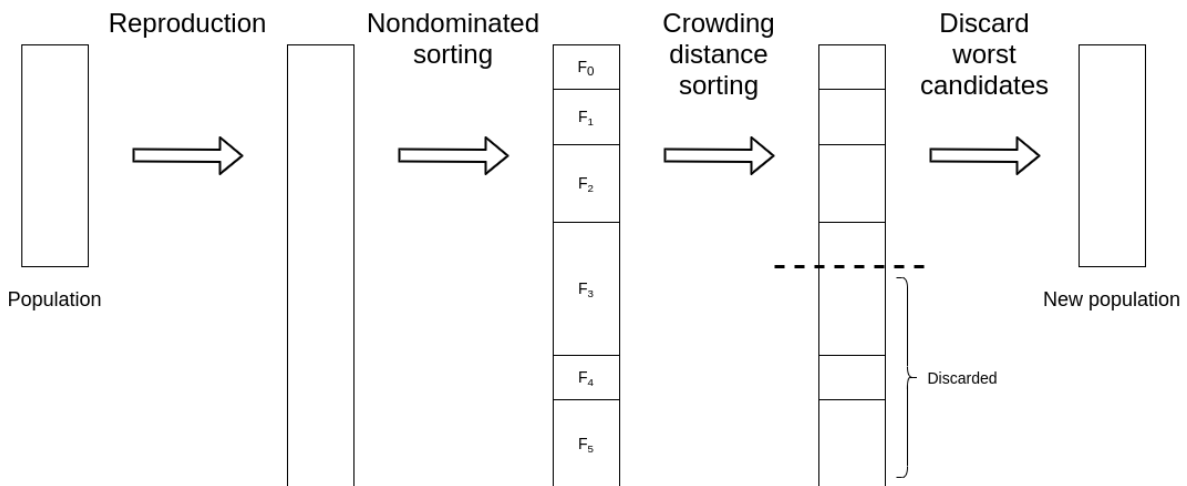 Reproduction
Nondominated
sorting
Crowding
distance
sorting
Discard
worst
candidates
F₀
F₁
F₂
F₃
F₄
F₅
Population
New population
Discarded